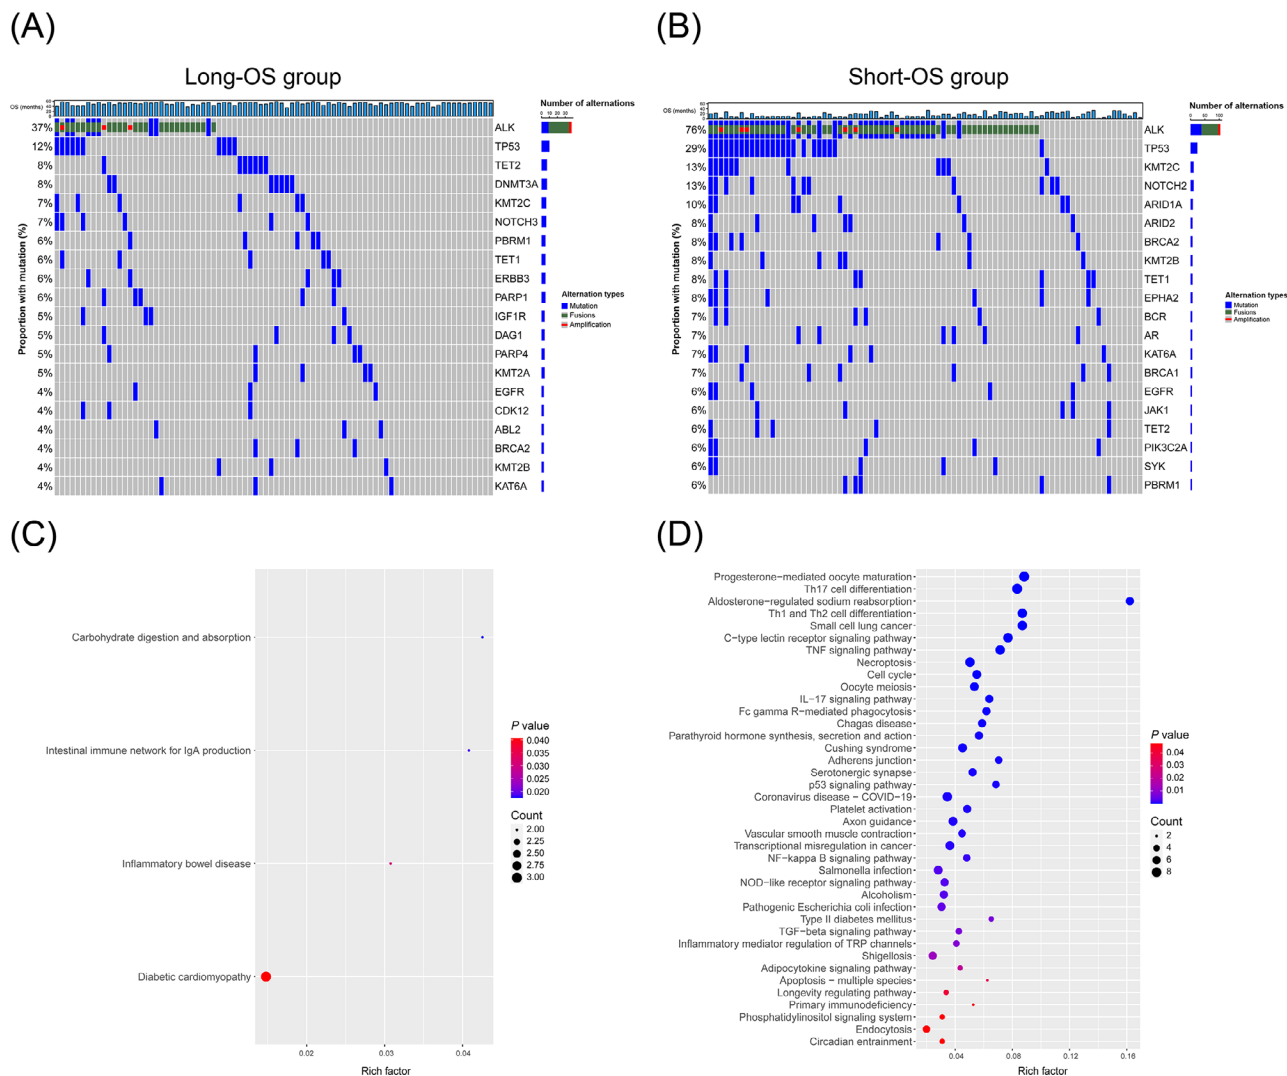 (A)
Long-OS group
OS (months)
60
40
20
0
Number of alternations
0 10 20 30
Proportion with mutation (%)
37% ALK
12% TP53
8% TET2
8% DNMT3A
7% KMT2C
7% NOTCH3
6% PBRM1
6% TET1
6% ERBB3
6% PARP1
5% IGF1R
5% DAG1
5% PARP4
5% KMT2A
4% EGFR
4% CDK12
4% ABL2
4% BRCA2
4% KMT2B
4% KAT6A
Alternation types
Mutation
Fusions
Amplification
(B)
Short-OS group
OS (months)
60
40
20
0
Number of alternations
0 50 100
Proportion with mutation (%)
76% ALK
29% TP53
13% KMT2C
13% NOTCH2
10% ARID1A
8% ARID2
8% BRCA2
8% KMT2B
8% TET1
8% EPHA2
7% BCR
7% AR
7% KAT6A
7% BRCA1
6% EGFR
6% JAK1
6% TET2
6% PIK3C2A
6% SYK
6% PBRM1
Alternation types
Mutation
Fusions
Amplification
(C)
Carbohydrate digestion and absorption
Intestinal immune network for IgA production
Inflammatory bowel disease
Diabetic cardiomyopathy
0.02 0.03 0.04
Rich factor
P value
0.040
0.035
0.030
0.025
0.020
Count
2.00
2.25
2.50
2.75
3.00
(D)
Progesterone−mediated oocyte maturation
Th17 cell differentiation
Aldosterone−regulated sodium reabsorption
Th1 and Th2 cell differentiation
Small cell lung cancer
C−type lectin receptor signaling pathway
TNF signaling pathway
Necroptosis
Cell cycle
Oocyte meiosis
IL−17 signaling pathway
Fc gamma R−mediated phagocytosis
Chagas disease
Parathyroid hormone synthesis, secretion and action
Cushing syndrome
Adherens junction
Serotonergic synapse
p53 signaling pathway
Coronavirus disease − COVID−19
Platelet activation
Axon guidance
Vascular smooth muscle contraction
Transcriptional misregulation in cancer
NF−kappa B signaling pathway
Salmonella infection
NOD−like receptor signaling pathway
Alcoholism
Pathogenic Escherichia coli infection
Type II diabetes mellitus
TGF−beta signaling pathway
Inflammatory mediator regulation of TRP channels
Shigellosis
Adipocytokine signaling pathway
Apoptosis − multiple species
Longevity regulating pathway
Primary immunodeficiency
Phosphatidylinositol signaling system
Endocytosis
Circadian entrainment
0.04 0.08 0.12 0.16
Rich factor
P value
0.04
0.03
0.02
0.01
Count
2
4
6
8